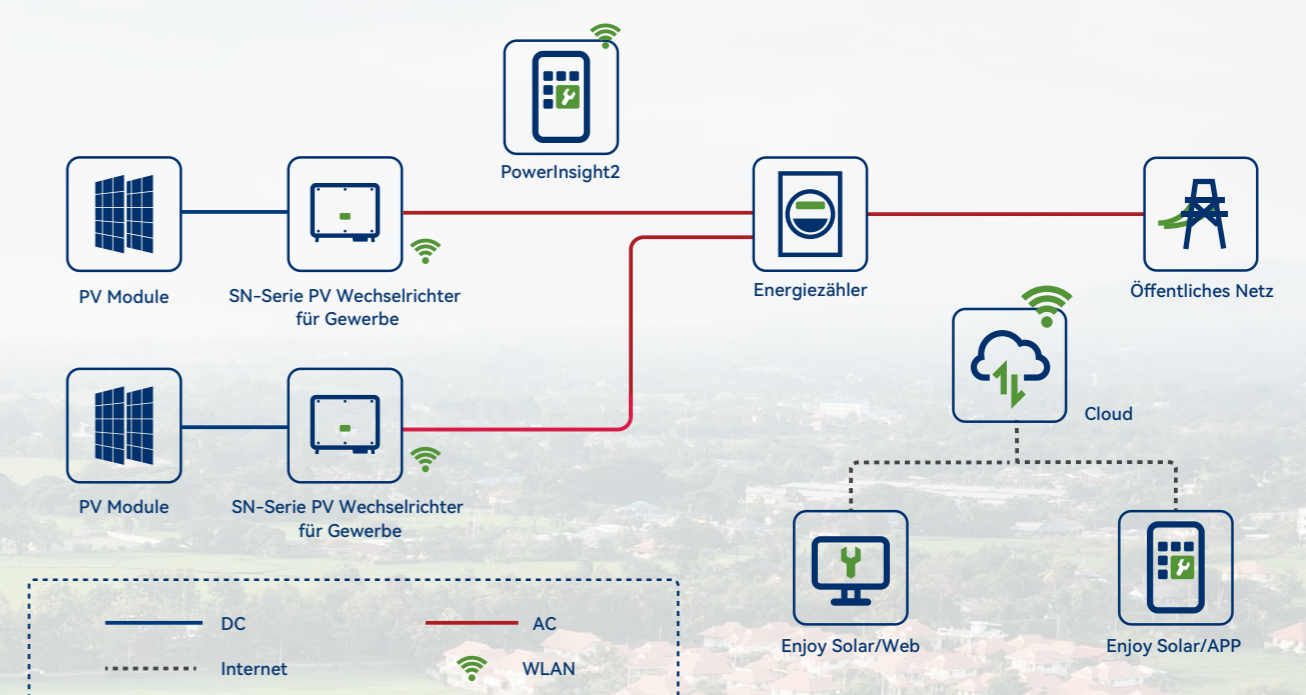 PowerInsight2
PV Module
SN-Serie PV Wechselrichter
für Gewerbe
Energiezähler
Öffentliches Netz
Cloud
PV Module
SN-Serie PV Wechselrichter
für Gewerbe
Enjoy Solar/Web
Enjoy Solar/APP
DC
AC
Internet
WLAN